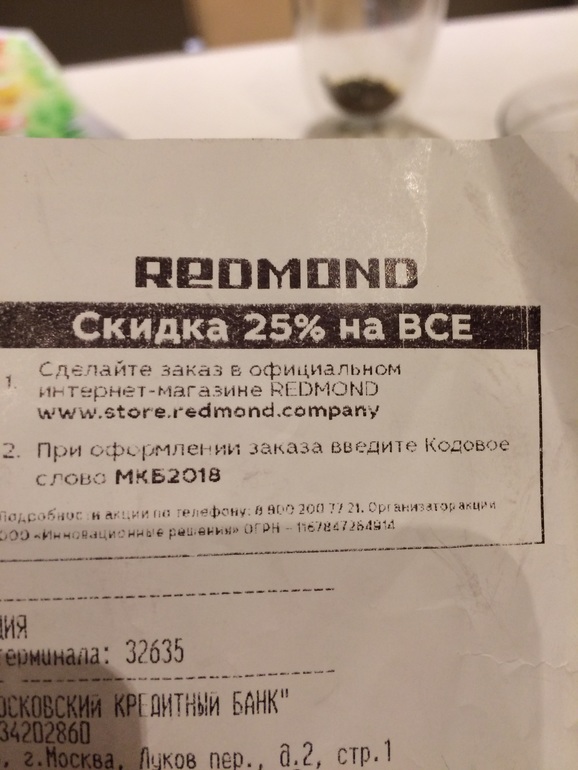 REDMOND
Скидка 25% на ВСЕ
1. Сделайте заказ в официальном
интернет-магазине REDMOND
www.store.redmond.company
2. При оформлении заказа введите Кодовое
слово МКБ2018
Подробности акции по телефону: 8 800 200 77 21. Организатор акции
ООО «Инновационные решения» ОГРН – 1167847264914
ЦИЯ
терминала: 32635
ОСКОВСКИЙ КРЕДИТНЫЙ БАНК"
34202860
, г.Москва, Луков пер., д.2, стр.1